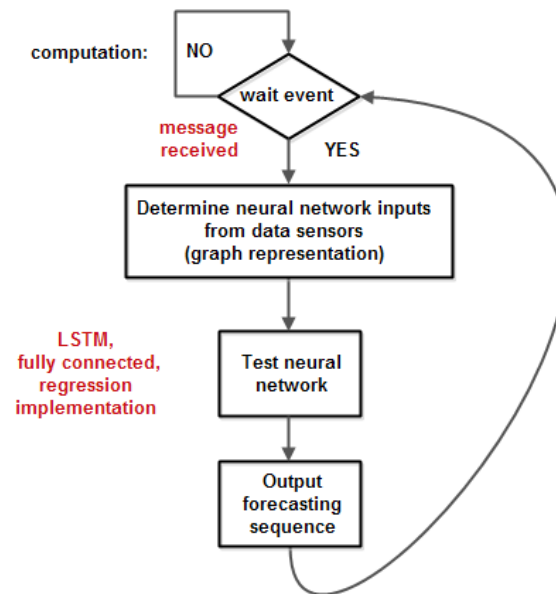 computation:
NO
wait event
message
received
YES
Determine neural network inputs
from data sensors
(graph representation)
LSTM,
fully connected,
regression
implementation
Test neural
network
Output
forecasting
sequence